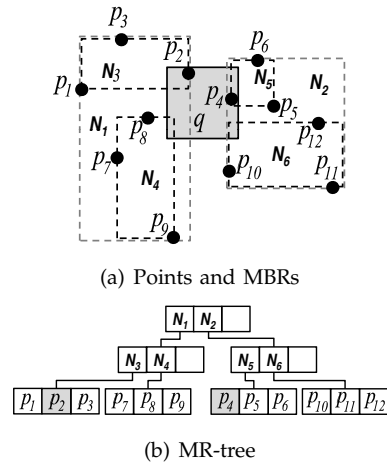 p3
p6
p2
N3
N5
N2
p1
p4
p5
q
N1
p8
p12
p7
N4
N6
p10
p11
p9
(a) Points and MBRs
N1 N2
N3 N4 N5 N6
p1 p2 p3 p7 p8 p9 p4 p5 p6 p10 p11 p12
(b) MR-tree